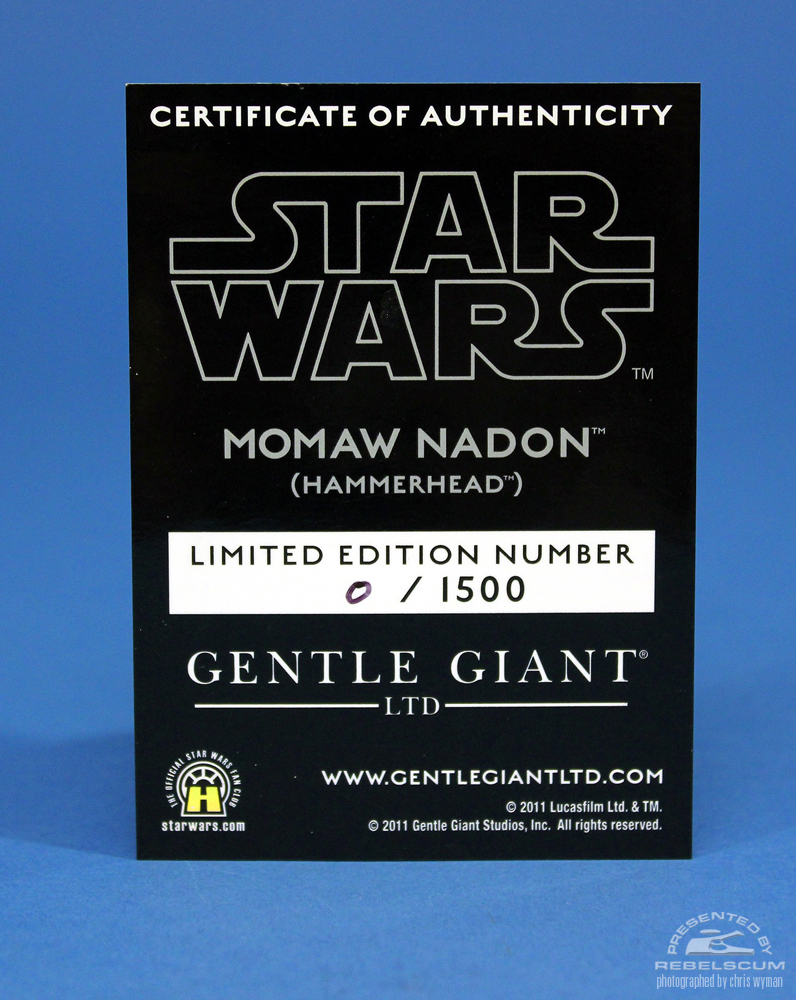 CERTIFICATE OF AUTHENTICITY
STAR
WARS™
MOMAW NADON™
(HAMMERHEAD™)
LIMITED EDITION NUMBER
0 / 1500
GENTLE GIANT®
LTD
THE OFFICIAL STAR WARS FAN CLUB
H
starwars.com
WWW.GENTLEGIANTLTD.COM
© 2011 Lucasfilm Ltd. & TM.
© 2011 Gentle Giant Studios, Inc. All rights reserved.
PRESENTED BY
REBELSCUM
photographed by chris wyman